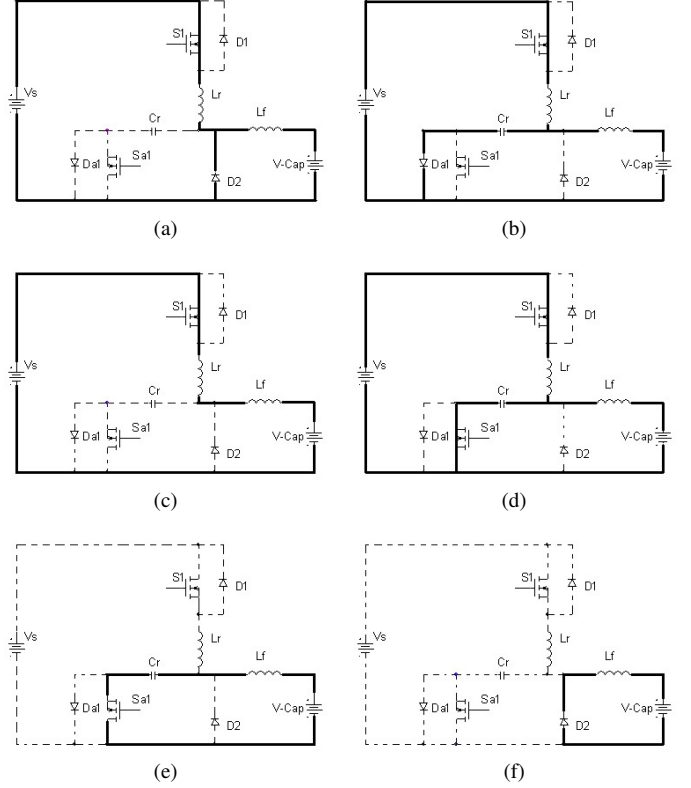 S1
D1
Vs
Lr
Cr
Lf
Da1
Sa1
D2
V-Cap
(a)
S1
D1
Vs
Lr
Cr
Lf
Da1
Sa1
D2
V-Cap
(b)
S1
D1
Vs
Lr
Cr
Lf
Da1
Sa1
D2
V-Cap
(c)
S1
D1
Vs
Lr
Cr
Lf
Da1
Sa1
D2
V-Cap
(d)
S1
D1
Vs
Lr
Cr
Lf
Da1
Sa1
D2
V-Cap
(e)
S1
D1
Vs
Lr
Cr
Lf
Da1
Sa1
D2
V-Cap
(f)